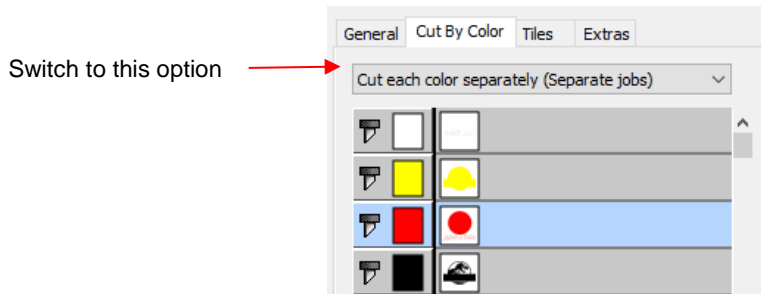 General Cut By Color Tiles Extras
Switch to this option
Cut each color separately (Separate jobs)